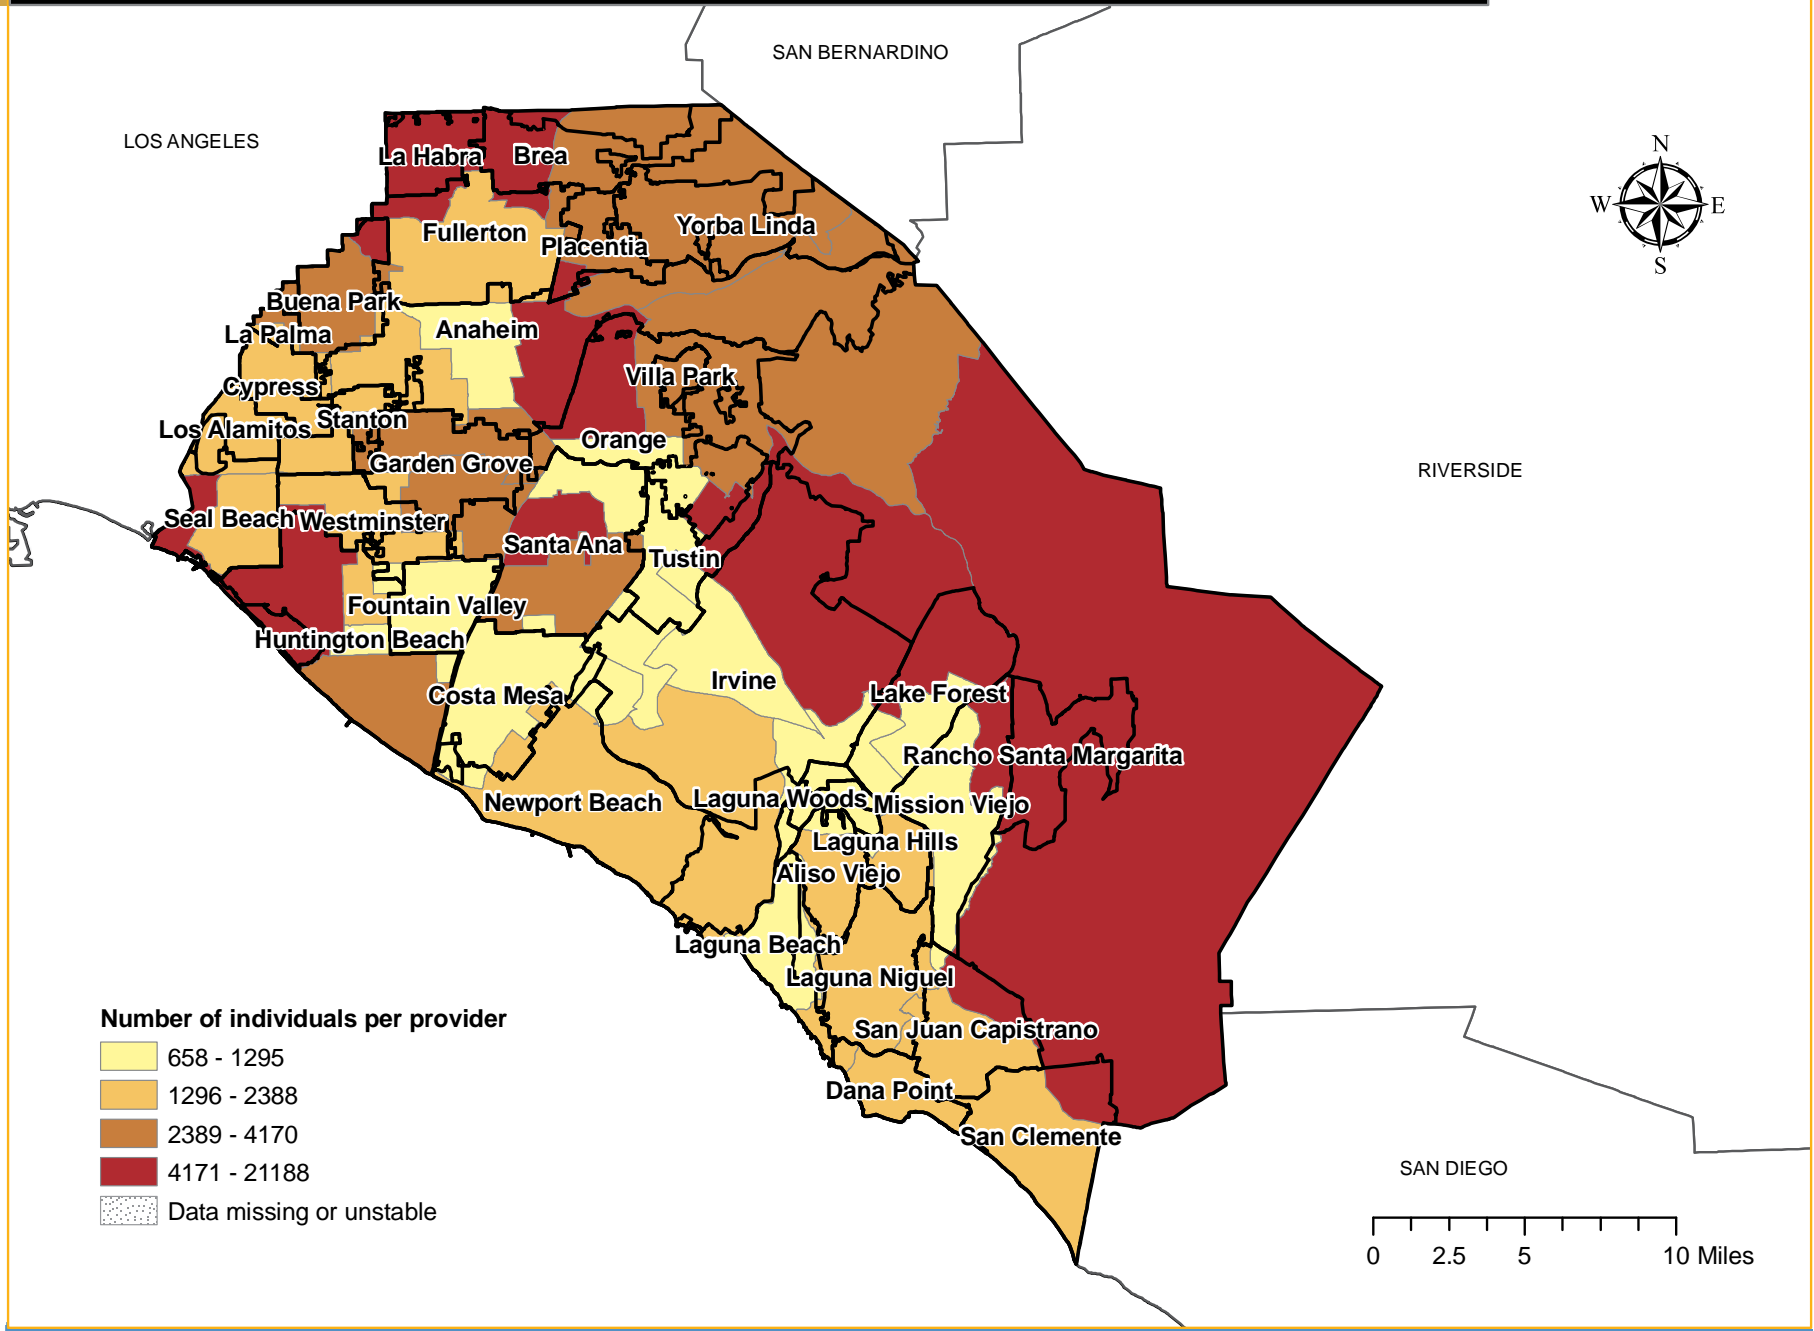 SAN BERNARDINO
LOS ANGELES
N
W
E
S
La Habra
Brea
Fullerton
Yorba Linda
Placentia
Buena Park
La Palma
Anaheim
Villa Park
Cypress
Stanton
Los Alamitos
Orange
Garden Grove
RIVERSIDE
Seal Beach
Westminster
Santa Ana
Tustin
Fountain Valley
Huntington Beach
Irvine
Costa Mesa
Lake Forest
Rancho Santa Margarita
Newport Beach
Laguna Woods
Mission Viejo
Laguna Hills
Aliso Viejo
Laguna Beach
Laguna Niguel
San Juan Capistrano
Dana Point
San Clemente
SAN DIEGO
Number of individuals per provider
658 - 1295
1296 - 2388
2389 - 4170
4171 - 21188
Data missing or unstable
0 2.5 5 10 Miles